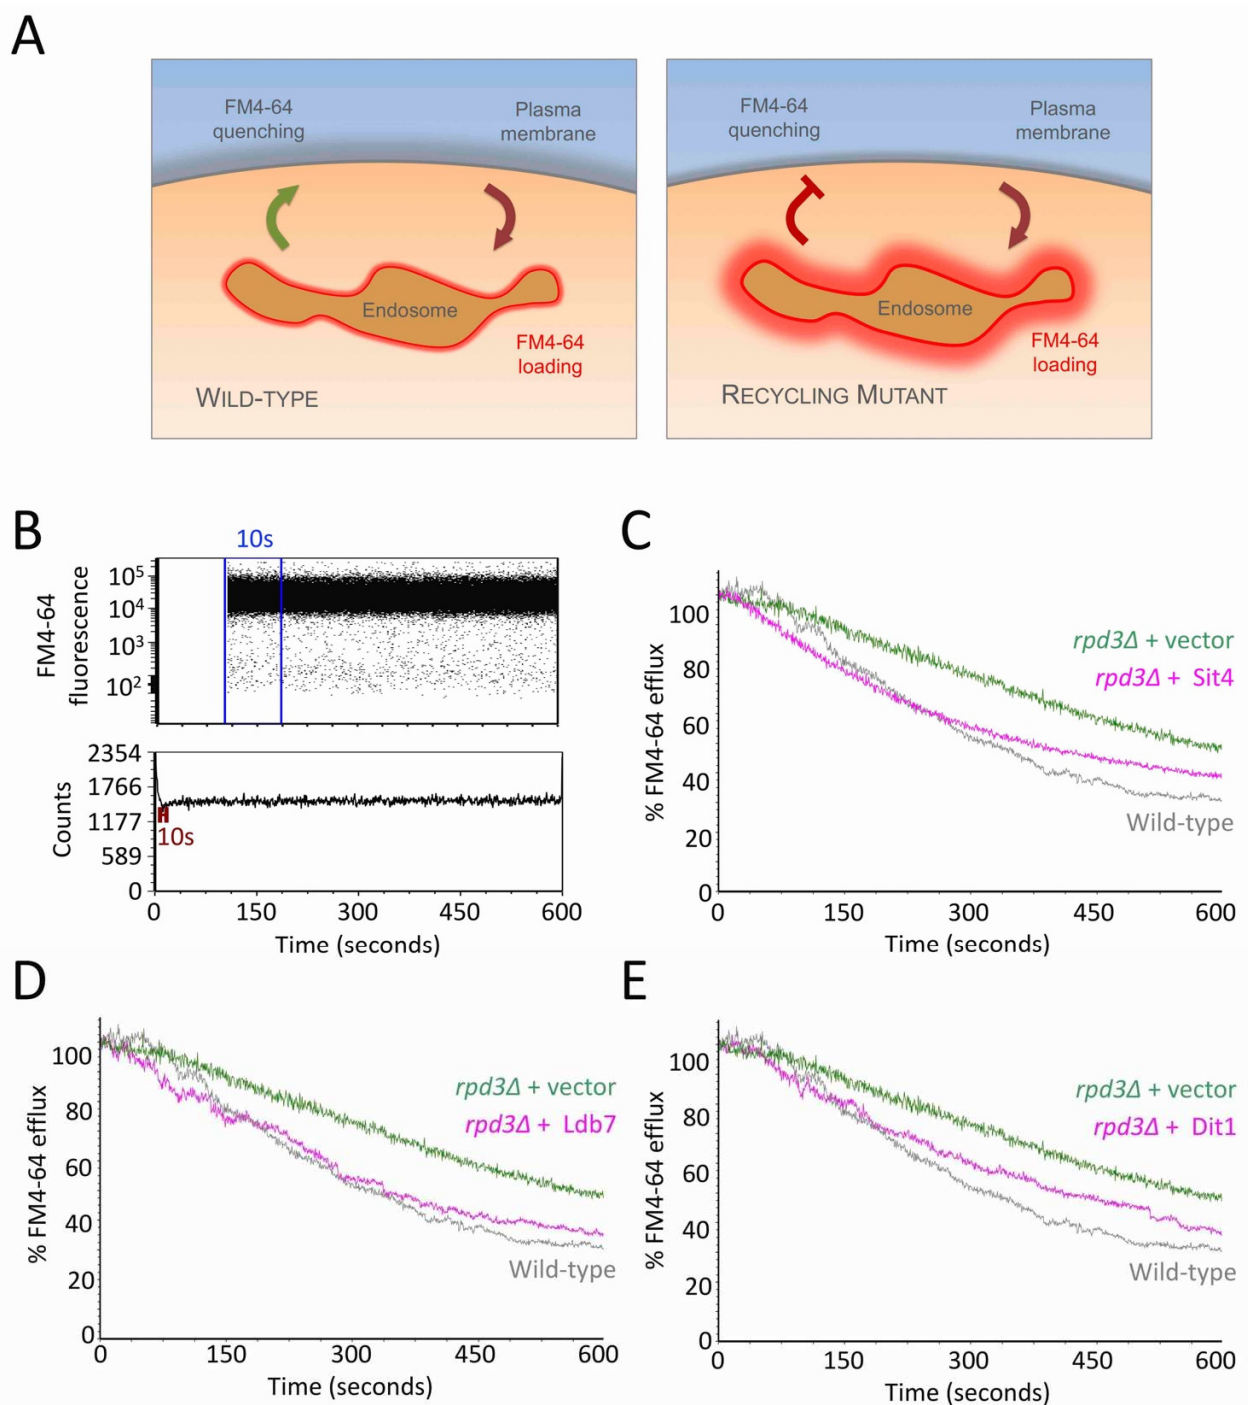 A
FM4-64
quenching
Plasma
membrane
Endosome
FM4-64
loading
WILD-TYPE
FM4-64
quenching
Plasma
membrane
Endosome
FM4-64
loading
RECYCLING MUTANT
B
10s
FM4-64
fluorescence
10⁵
10⁴
10³
10²
Counts
2354
1766
1177
589
0
10s
0 150 300 450 600
Time (seconds)
C
% FM4-64 efflux
100
80
60
40
20
0
rpd3Δ + vector
rpd3Δ + Sit4
Wild-type
0 150 300 450 600
Time (seconds)
D
% FM4-64 efflux
100
80
60
40
20
0
rpd3Δ + vector
rpd3Δ + Ldb7
Wild-type
0 150 300 450 600
Time (seconds)
E
% FM4-64 efflux
100
80
60
40
20
0
rpd3Δ + vector
rpd3Δ + Dit1
Wild-type
0 150 300 450 600
Time (seconds)